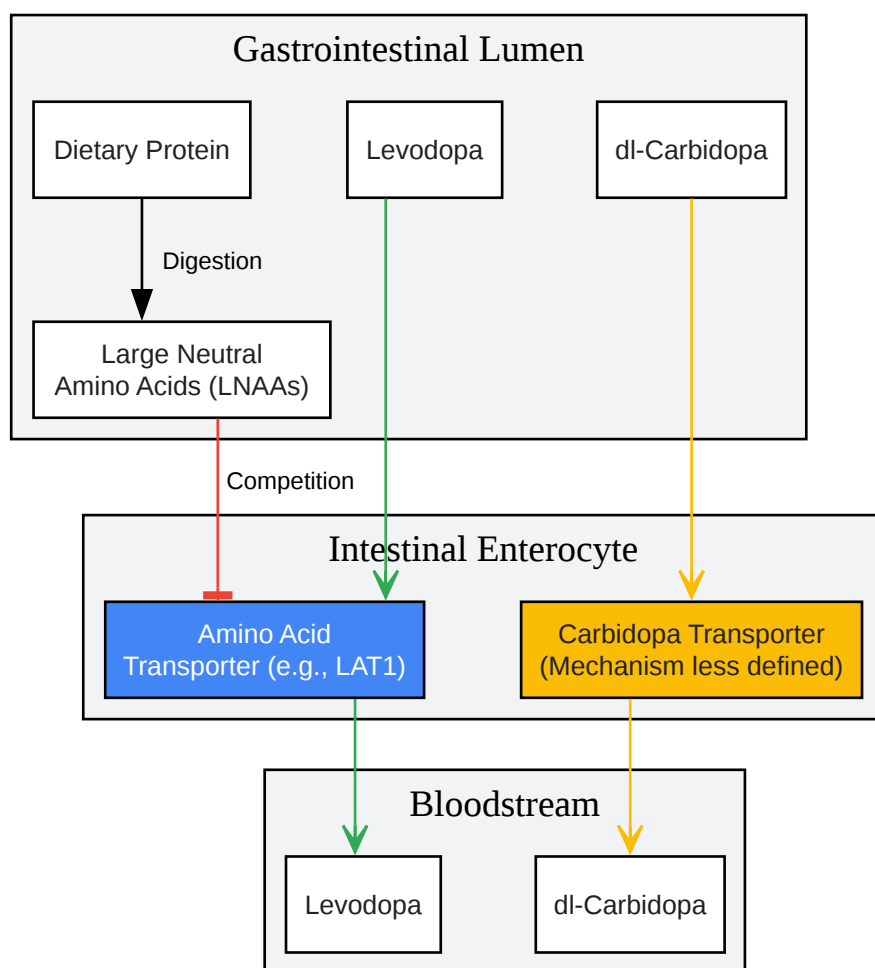 Gastrointestinal Lumen
Dietary Protein
Levodopa
dl-Carbidopa
Digestion
Large Neutral
Amino Acids (LNAAs)
Competition
Intestinal Enterocyte
Amino Acid
Transporter (e.g., LAT1)
Carbidopa Transporter
(Mechanism less defined)
Bloodstream
Levodopa
dl-Carbidopa